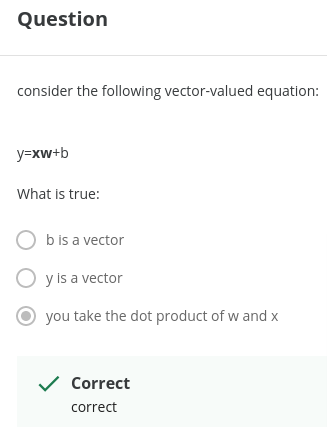 Question
consider the following vector-valued equation:
y=xw+b
What is true:
b is a vector
y is a vector
you take the dot product of w and x
Correct
correct